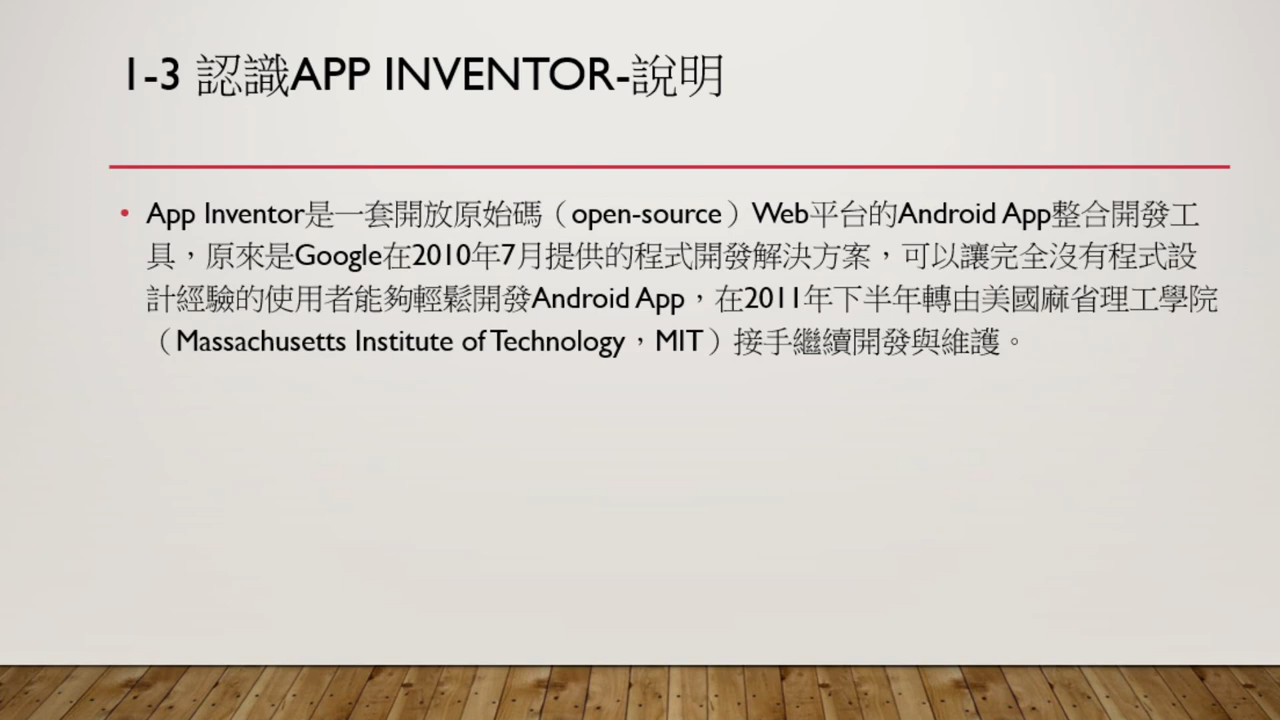 1-3 認識APP INVENTOR-說明
• App Inventor是一套開放原始碼（open-source）Web平台的Android App整合開發工
具，原來是Google在2010年7月提供的程式開發解決方案，可以讓完全沒有程式設
計經驗的使用者能夠輕鬆開發Android App，在2011年下半年轉由美國麻省理工學院
（Massachusetts Institute of Technology，MIT）接手繼續開發與維護。